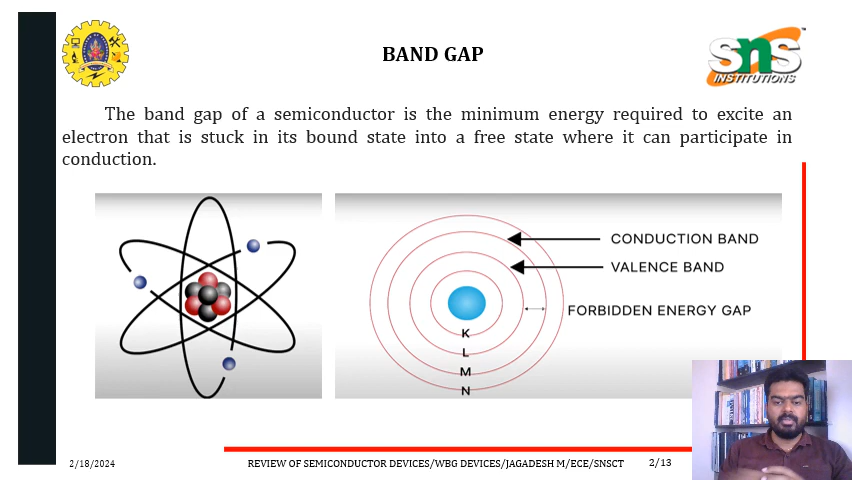 BAND GAP
SNS
INSTITUTIONS
The band gap of a semiconductor is the minimum energy required to excite an
electron that is stuck in its bound state into a free state where it can participate in
conduction.
CONDUCTION BAND
VALENCE BAND
FORBIDDEN ENERGY GAP
K
L
M
N
2/18/2024
REVIEW OF SEMICONDUCTOR DEVICES/WBG DEVICES/JAGADESH M/ECE/SNSCT
2/13